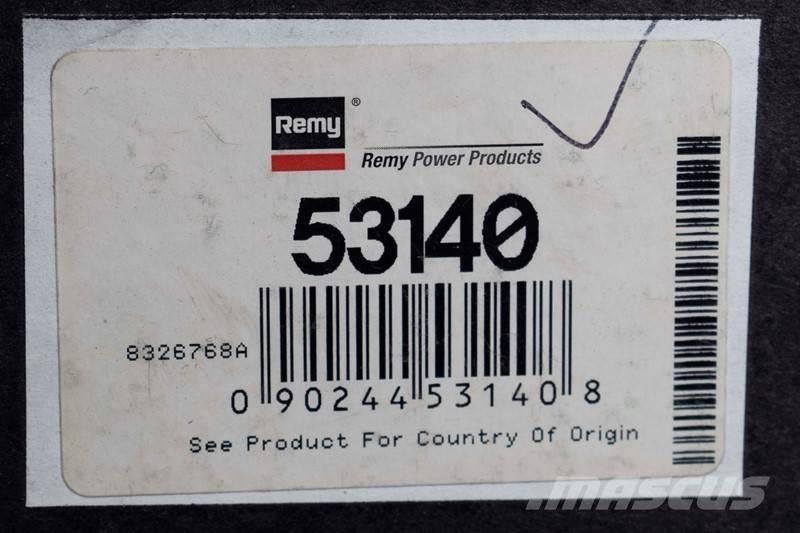 Remy ®
Remy Power Products
53140
8326768A
0 90244 53140 8
See Product For Country Of Origin
mascus